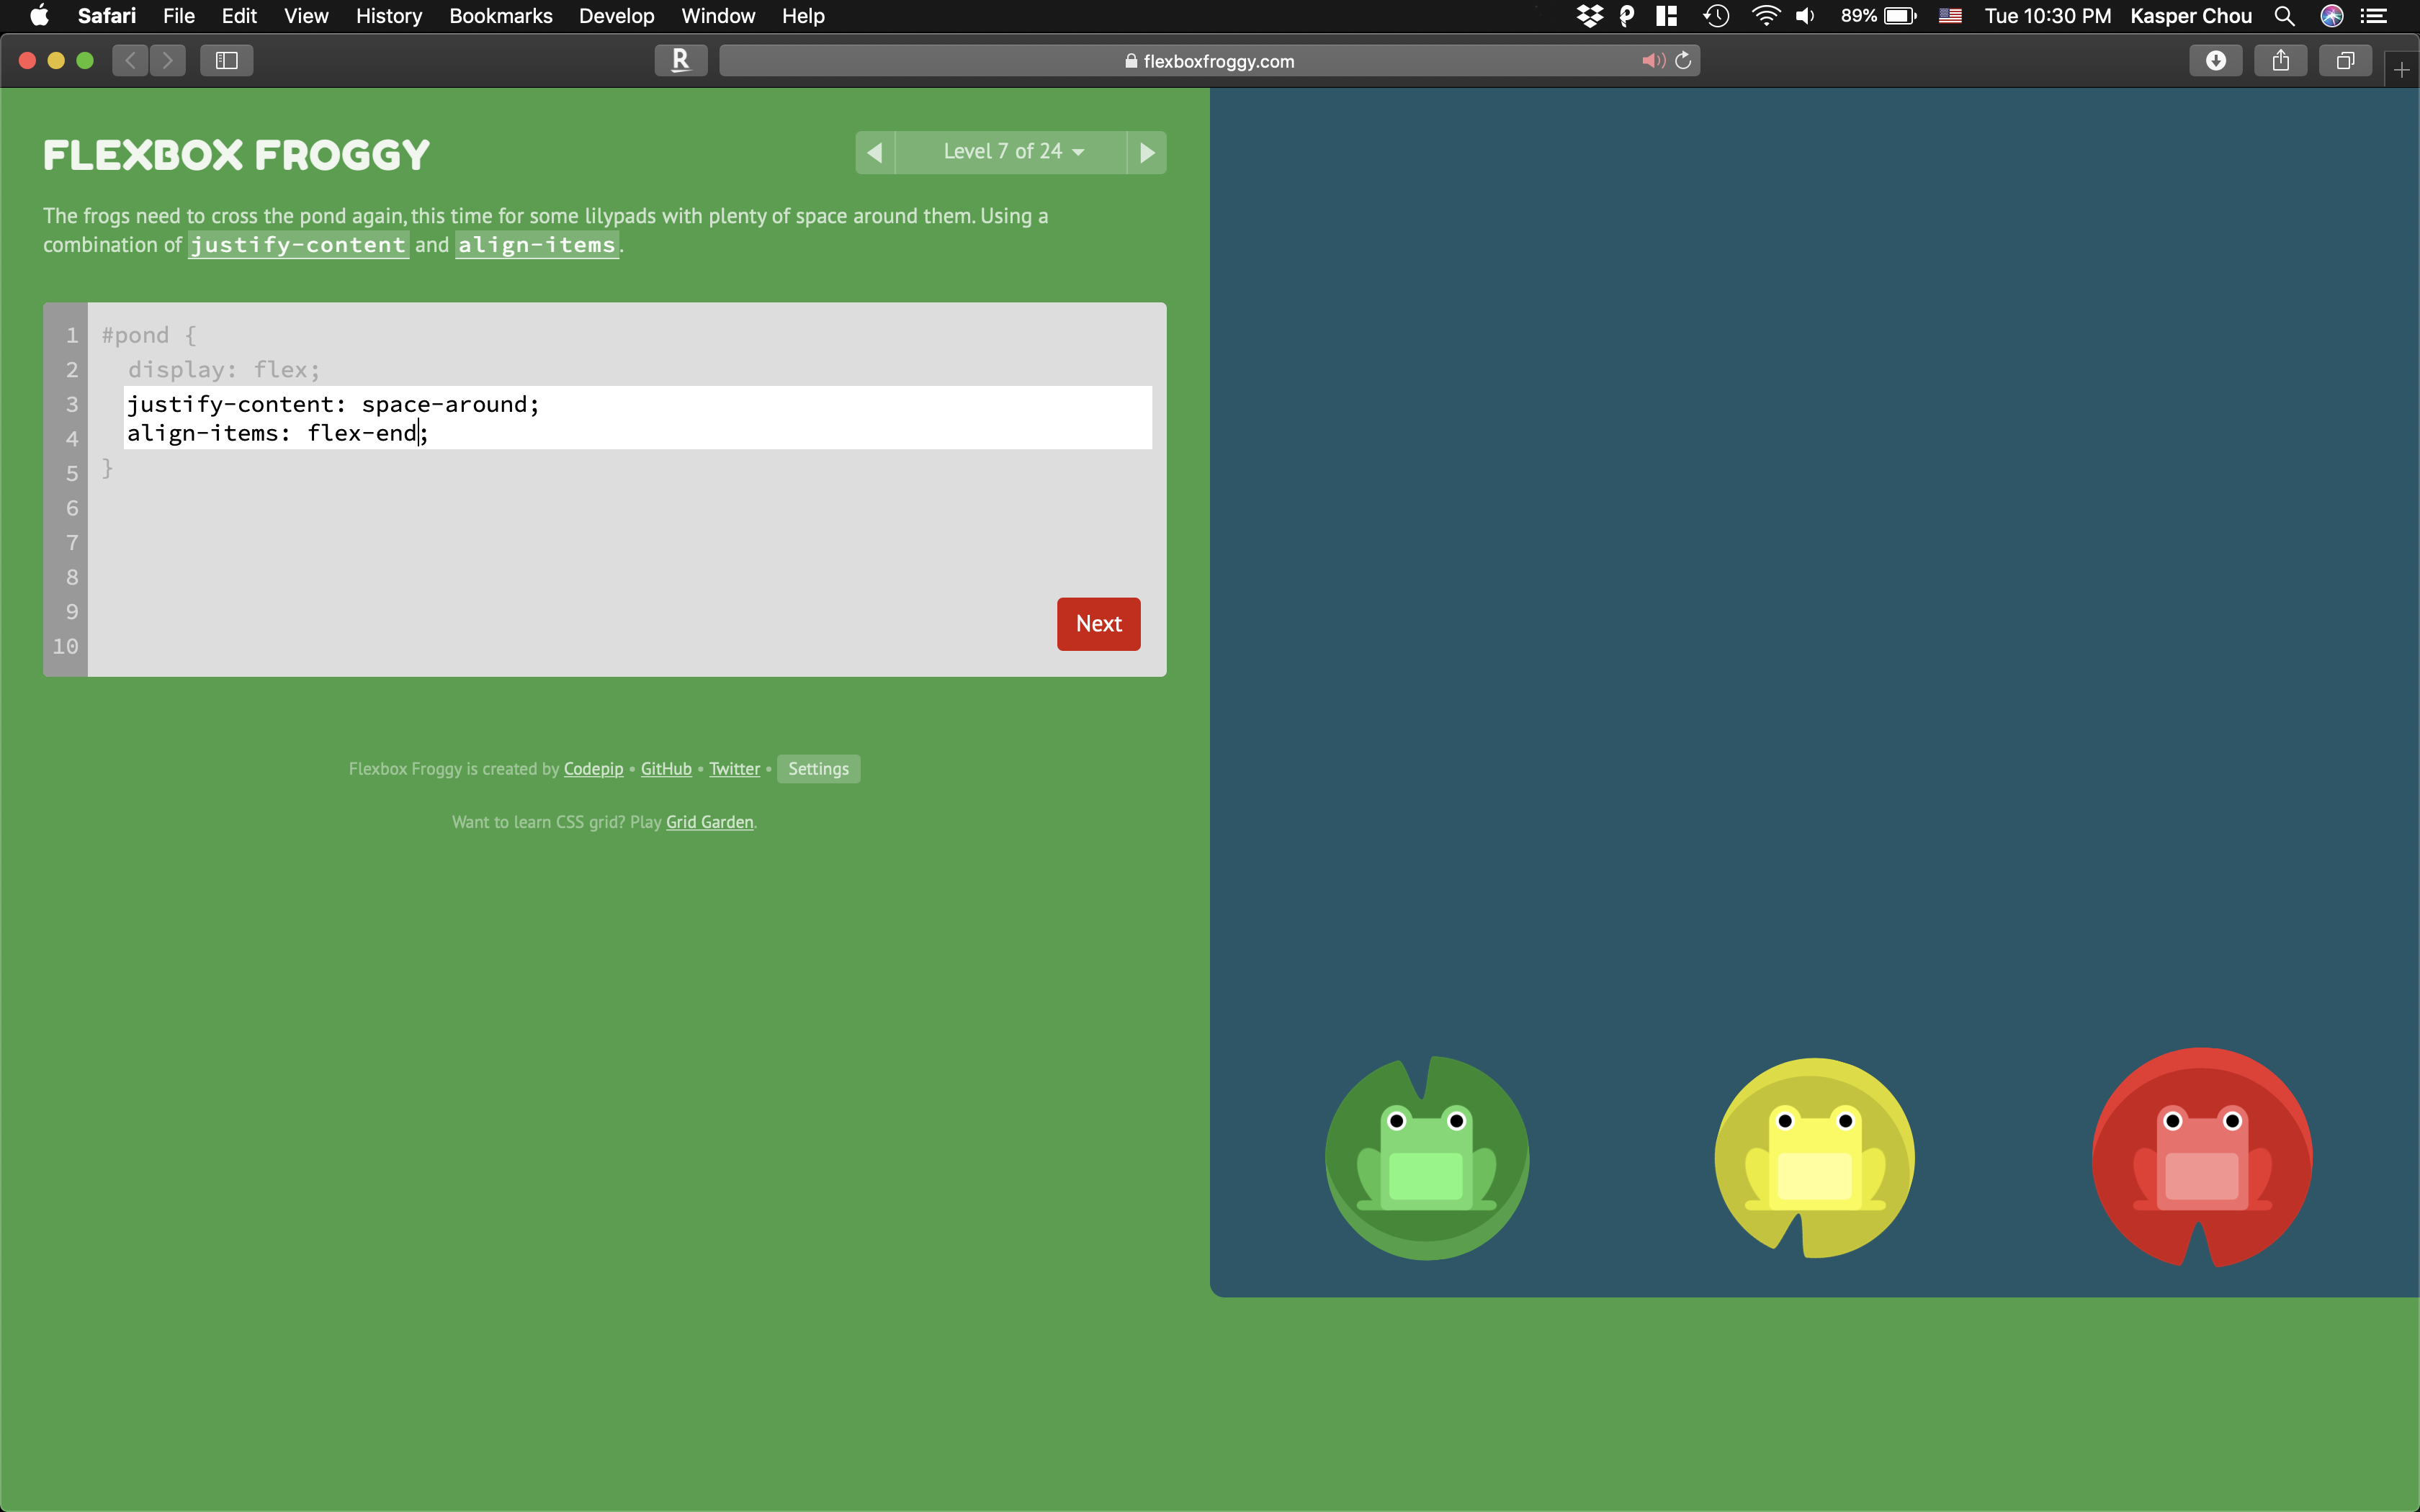 Safari File Edit View History Bookmarks Develop Window Help 89% Tue 10:30 PM Kasper Chou
R flexboxfroggy.com
FLEXBOX FROGGY
Level 7 of 24
The frogs need to cross the pond again, this time for some lilypads with plenty of space around them. Using a
combination of justify-content and align-items.
1 #pond {
2 display: flex;
3 justify-content: space-around;
4 align-items: flex-end;
5 }
6
7
8
9
10
Next
Flexbox Froggy is created by Codepip • GitHub • Twitter • Settings
Want to learn CSS grid? Play Grid Garden.